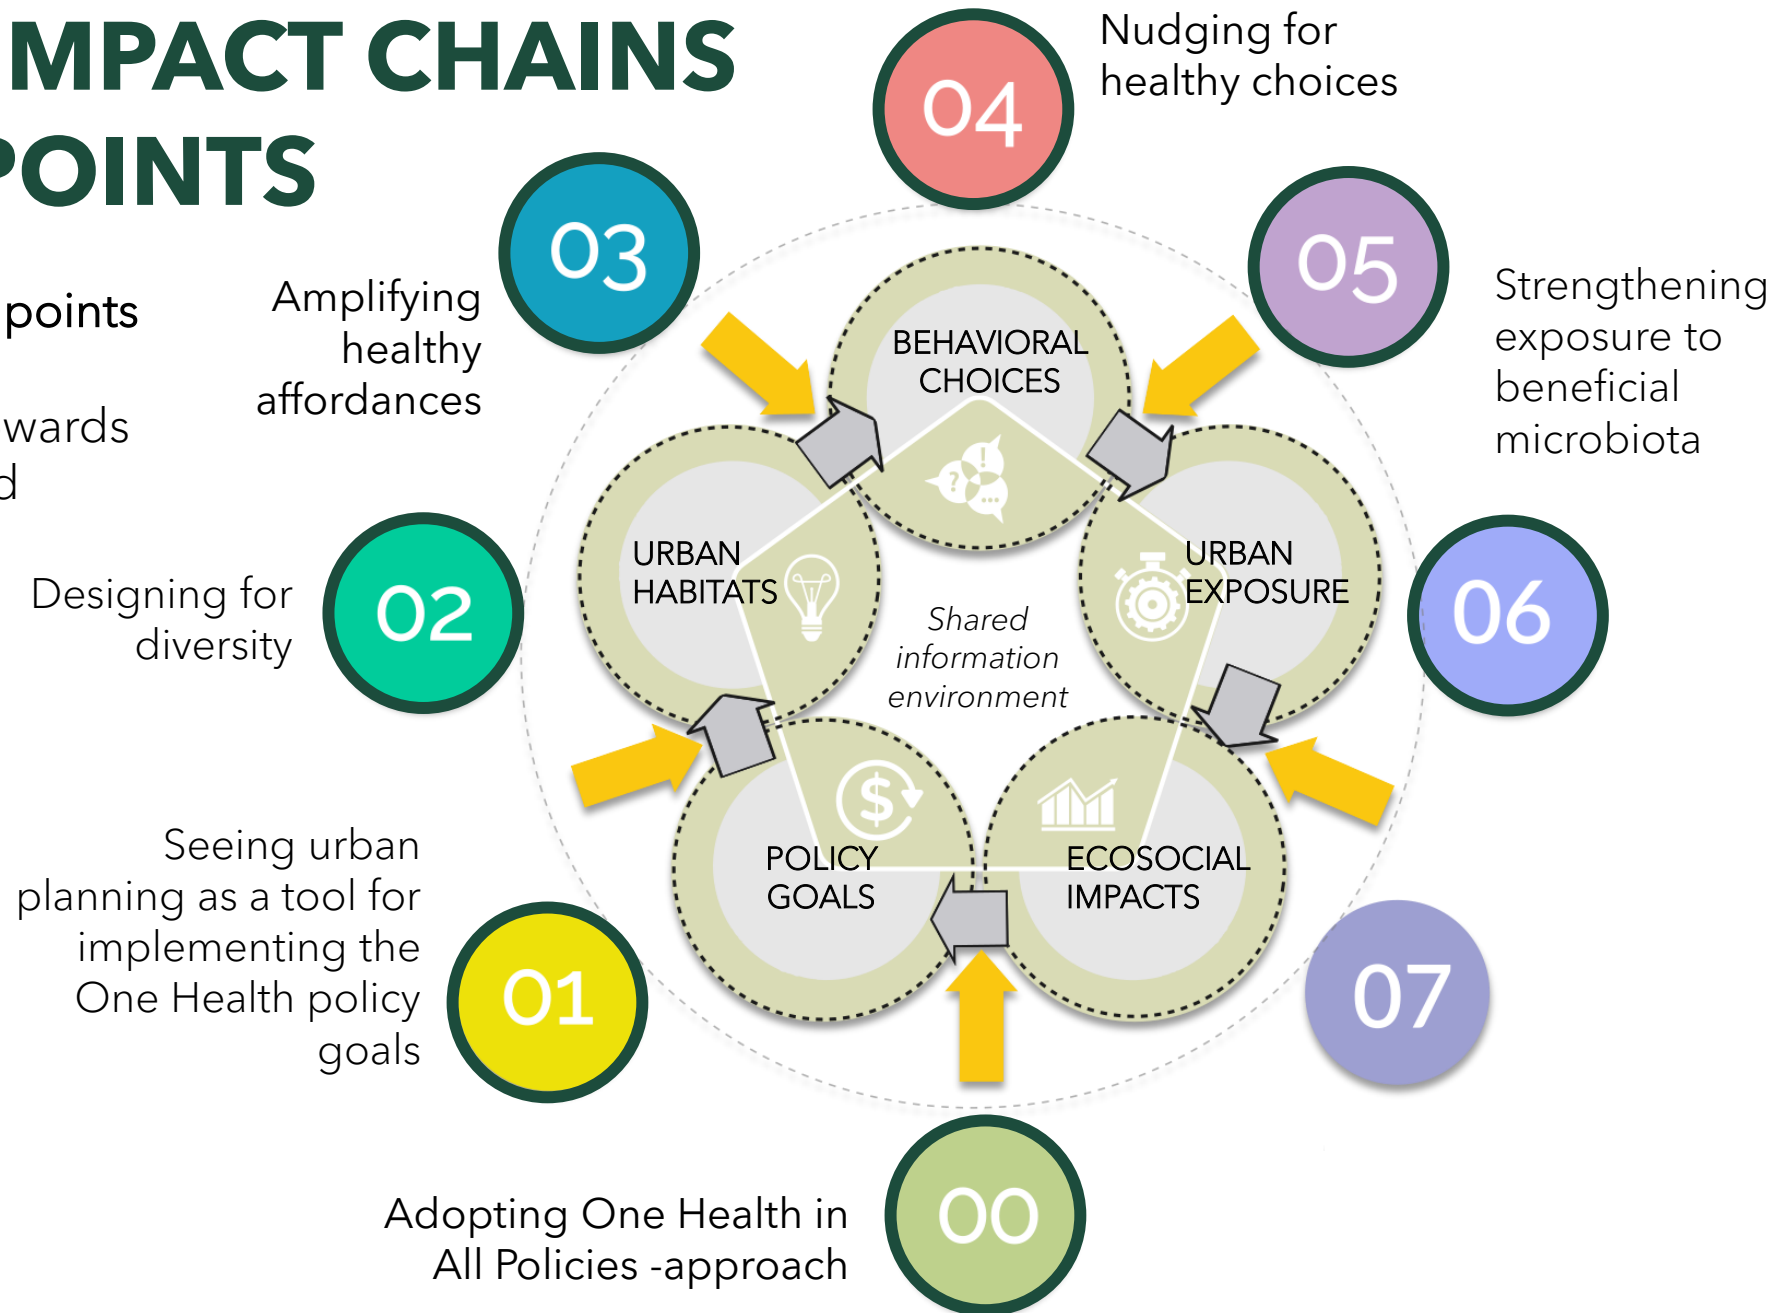 MPACT CHAINS
POINTS
points
wards
d
04
Nudging for
healthy choices
03
Amplifying
healthy
affordances
05
Strengthening
exposure to
beneficial
microbiota
02
Designing for
diversity
06
01
Seeing urban
planning as a tool for
implementing the
One Health policy
goals
07
00
Adopting One Health in
All Policies -approach
BEHAVIORAL
CHOICES
URBAN
HABITATS
URBAN
EXPOSURE
Shared
information
environment
POLICY
GOALS
ECOSOCIAL
IMPACTS
?
!
...
$